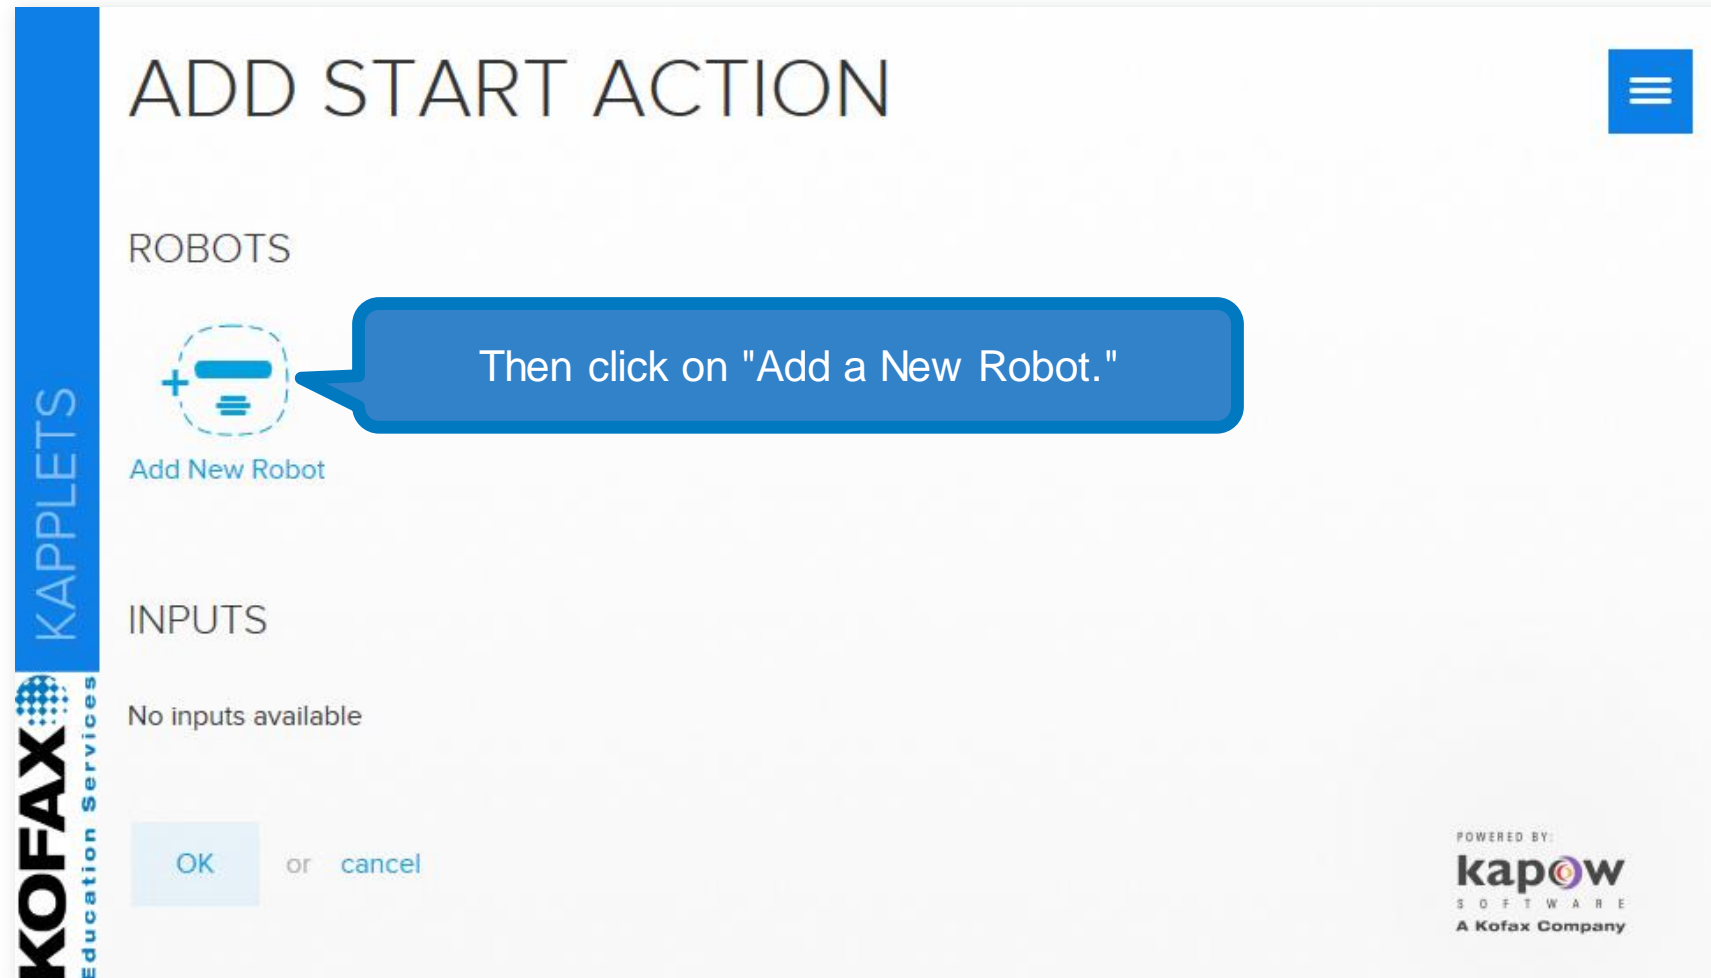 ADD START ACTION
ROBOTS
Then click on "Add a New Robot."
Add New Robot
INPUTS
No inputs available
OK or cancel
KAPPLETS
KOFAX
Education Services
POWERED BY:
kapow
SOFTWARE
A Kofax Company